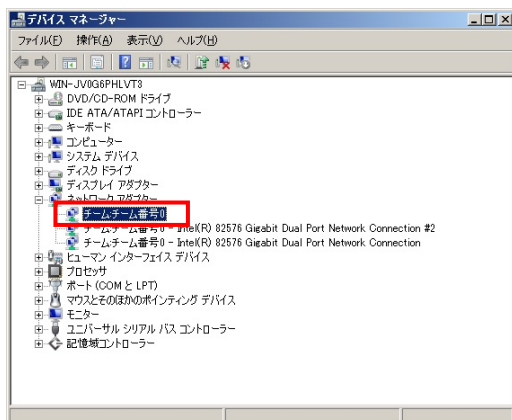 デバイス マネージャー
ファイル(F) 操作(A) 表示(V) ヘルプ(H)
WIN-JV0G6PHLVT3
DVD/CD-ROM ドライブ
IDE ATA/ATAPI コントローラー
キーボード
コンピューター
システム デバイス
ディスク ドライブ
ディスプレイ アダプター
ネットワーク アダプター
チーム:チーム番号0
チーム:チーム番号0 - Intel(R) 82576 Gigabit Dual Port Network Connection #2
チーム:チーム番号0 - Intel(R) 82576 Gigabit Dual Port Network Connection
ヒューマン インターフェイス デバイス
プロセッサ
ポート (COM と LPT)
マウスとそのほかのポインティング デバイス
モニター
ユニバーサル シリアル バス コントローラー
記憶域コントローラー